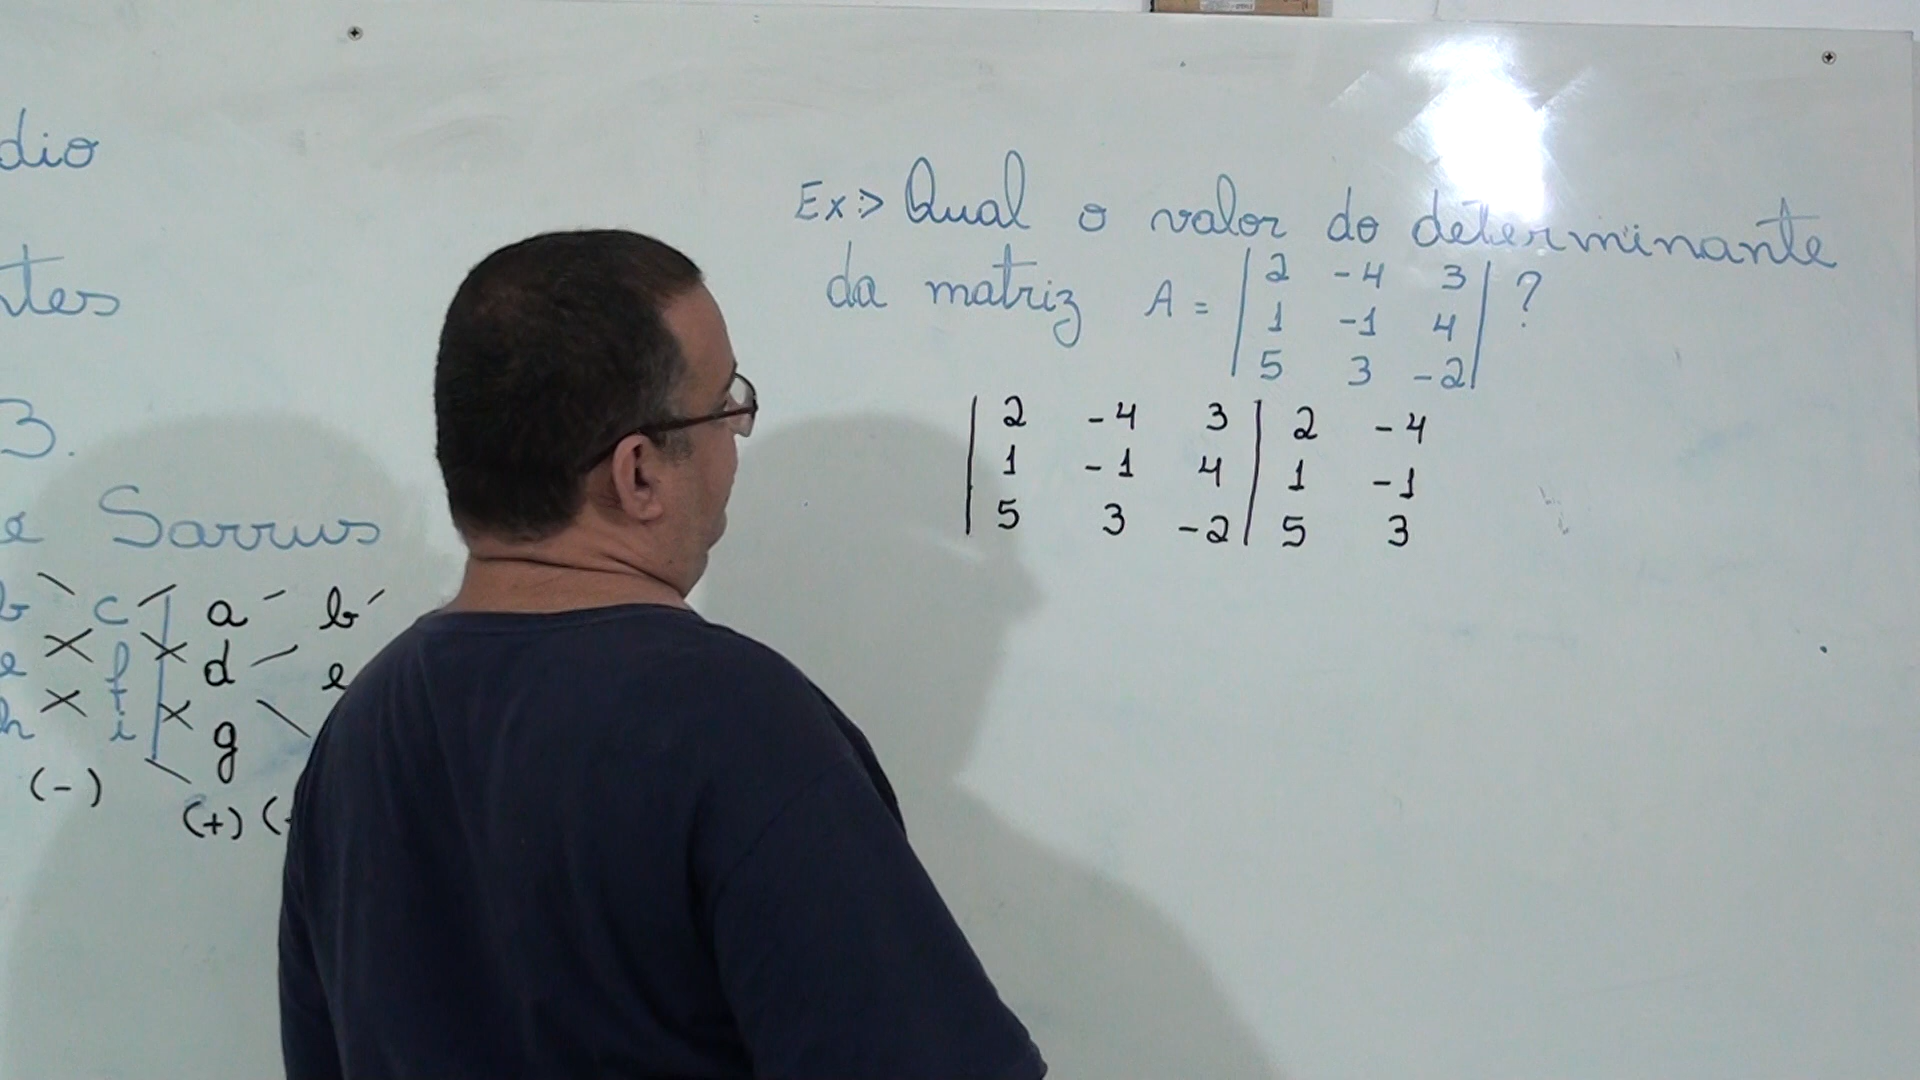 dio
ntes
3.
e Sarrus
b c | a b
e f | d e
h i | g
(-)
(+) (
Ex:> Qual o valor do determinante
da matriz A = | 2 -4 3 | ?
| 1 -1 4 |
| 5 3 -2 |
| 2 -4 3 | 2 -4
| 1 -1 4 | 1 -1
| 5 3 -2 | 5 3